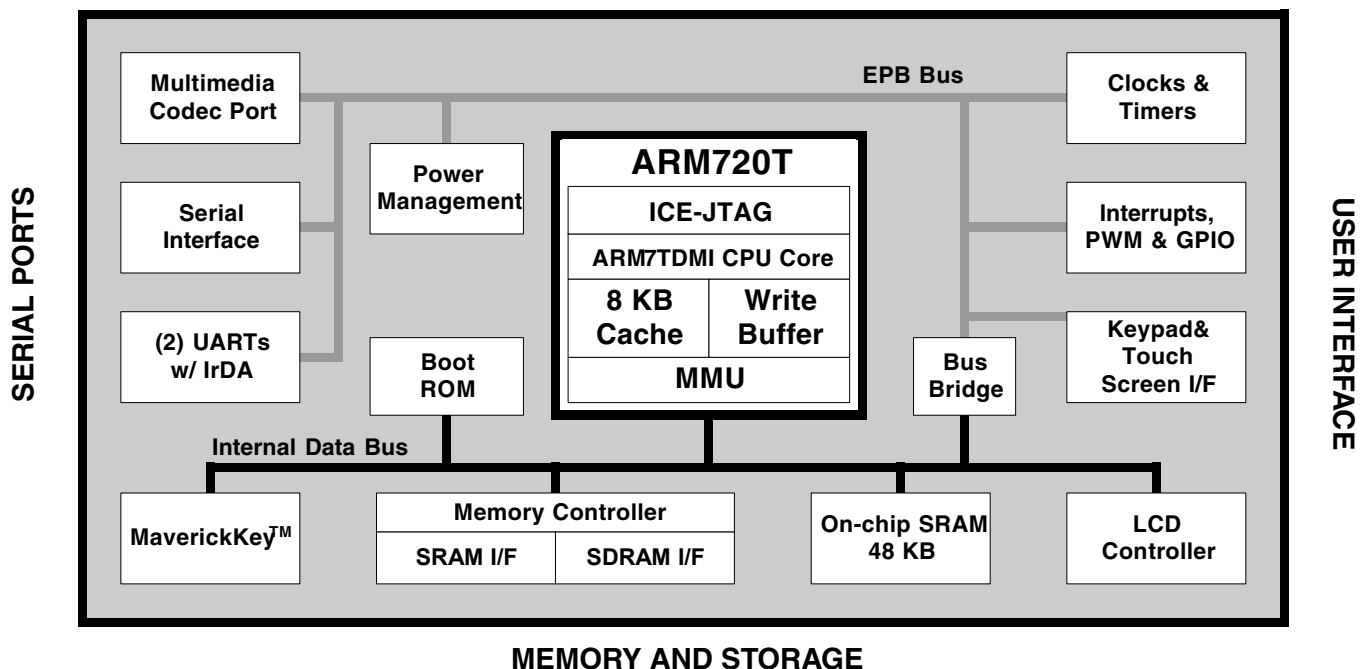 EPB Bus
Multimedia
Codec Port
Clocks &
Timers
Power
Management
ARM720T
ICE-JTAG
ARM7TDMI CPU Core
8 KB
Cache
Write
Buffer
MMU
Serial
Interface
Interrupts,
PWM & GPIO
(2) UARTs
w/ IrDA
Boot
ROM
Bus
Bridge
Keypad&
Touch
Screen I/F
SERIAL PORTS
USER INTERFACE
Internal Data Bus
MaverickKey™
Memory Controller
SRAM I/F
SDRAM I/F
On-chip SRAM
48 KB
LCD
Controller
MEMORY AND STORAGE